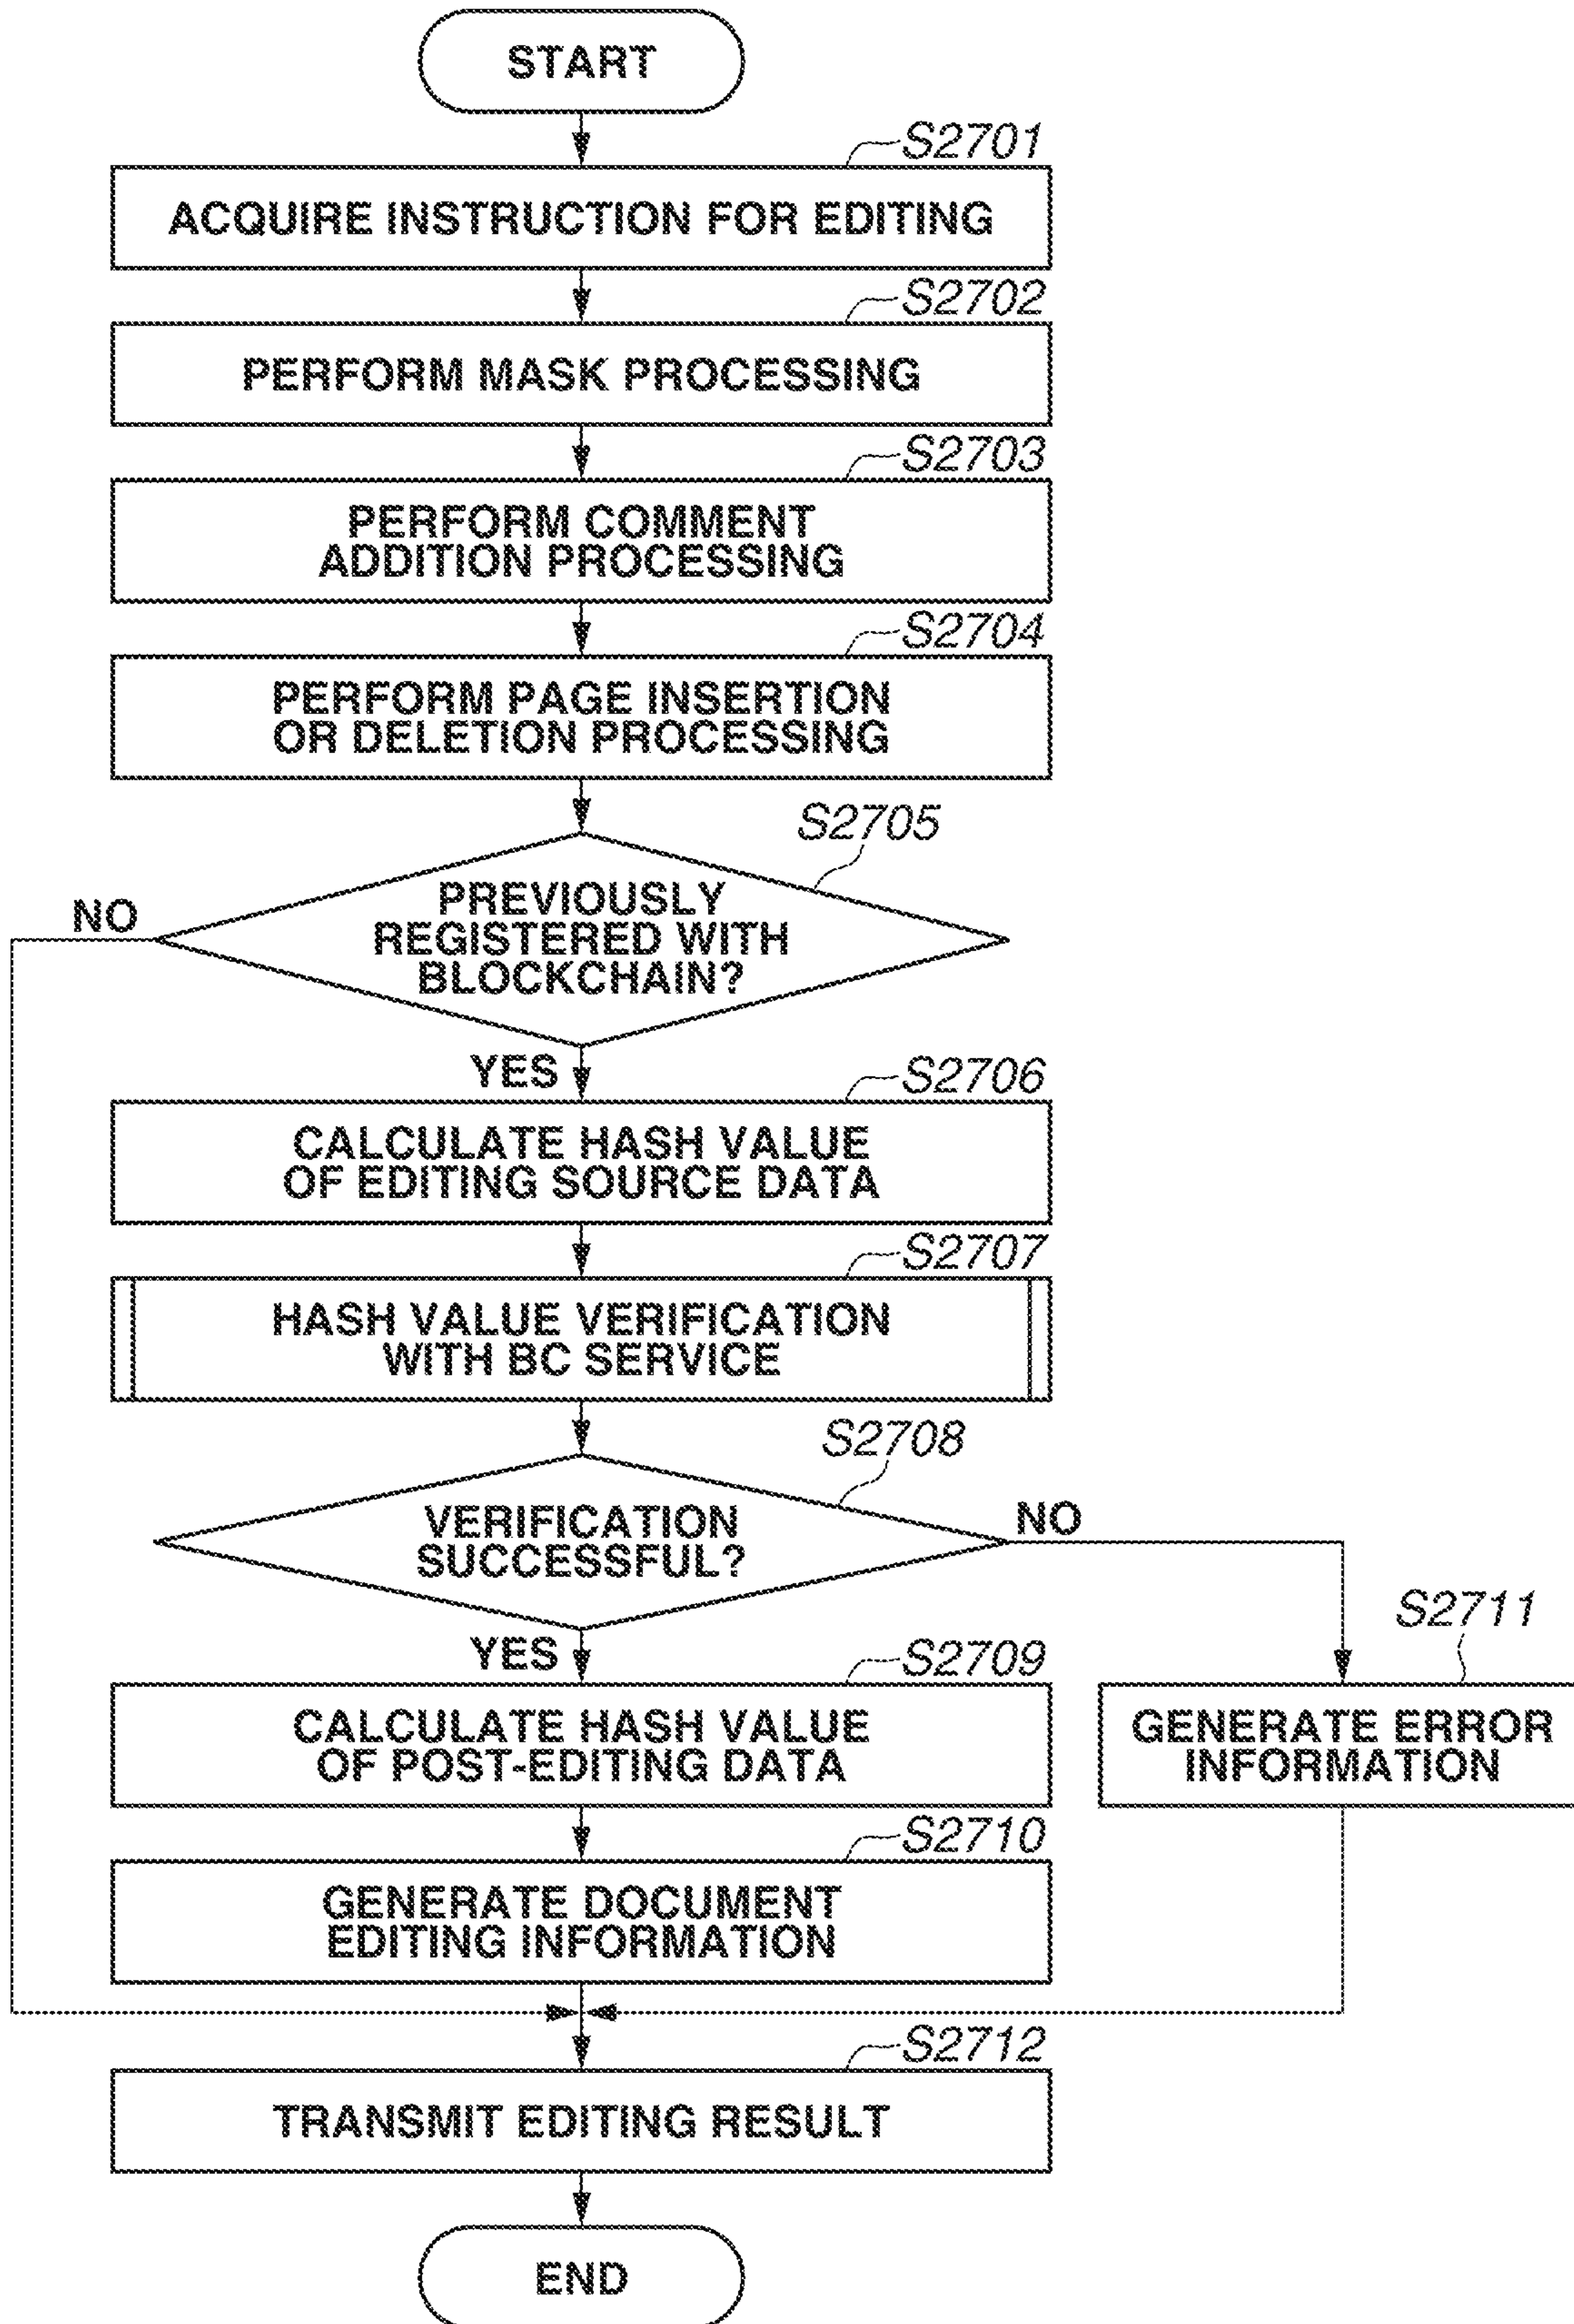 START
S2701
ACQUIRE INSTRUCTION FOR EDITING
S2702
PERFORM MASK PROCESSING
S2703
PERFORM COMMENT
ADDITION PROCESSING
S2704
PERFORM PAGE INSERTION
OR DELETION PROCESSING
S2705
PREVIOUSLY
REGISTERED WITH
BLOCKCHAIN?
NO
YES
S2706
CALCULATE HASH VALUE
OF EDITING SOURCE DATA
S2707
HASH VALUE VERIFICATION
WITH BC SERVICE
S2708
VERIFICATION
SUCCESSFUL?
NO
YES
S2709
CALCULATE HASH VALUE
OF POST-EDITING DATA
S2711
GENERATE ERROR
INFORMATION
S2710
GENERATE DOCUMENT
EDITING INFORMATION
S2712
TRANSMIT EDITING RESULT
END